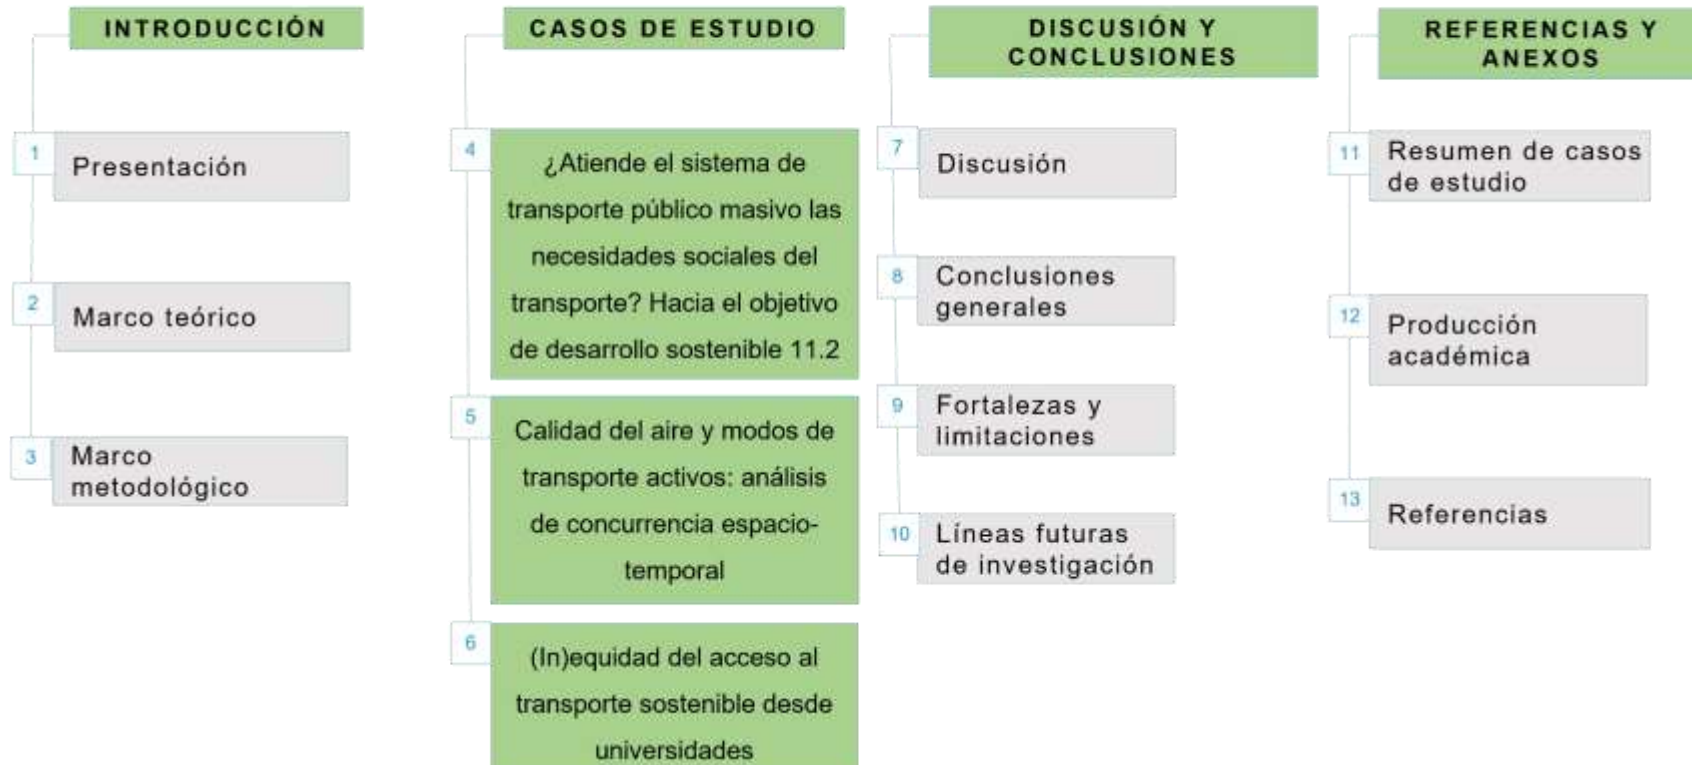 INTRODUCCIÓN
1
Presentación
2
Marco teórico
3
Marco
metodológico
CASOS DE ESTUDIO
4
¿Atiende el sistema de
transporte público masivo las
necesidades sociales del
transporte? Hacia el objetivo
de desarrollo sostenible 11.2
5
Calidad del aire y modos de
transporte activos: análisis
de concurrencia espacio-
temporal
6
(In)equidad del acceso al
transporte sostenible desde
universidades
DISCUSIÓN Y
CONCLUSIONES
7
Discusión
8
Conclusiones
generales
9
Fortalezas y
limitaciones
10
Líneas futuras
de investigación
REFERENCIAS Y
ANEXOS
11
Resumen de casos
de estudio
12
Producción
académica
13
Referencias